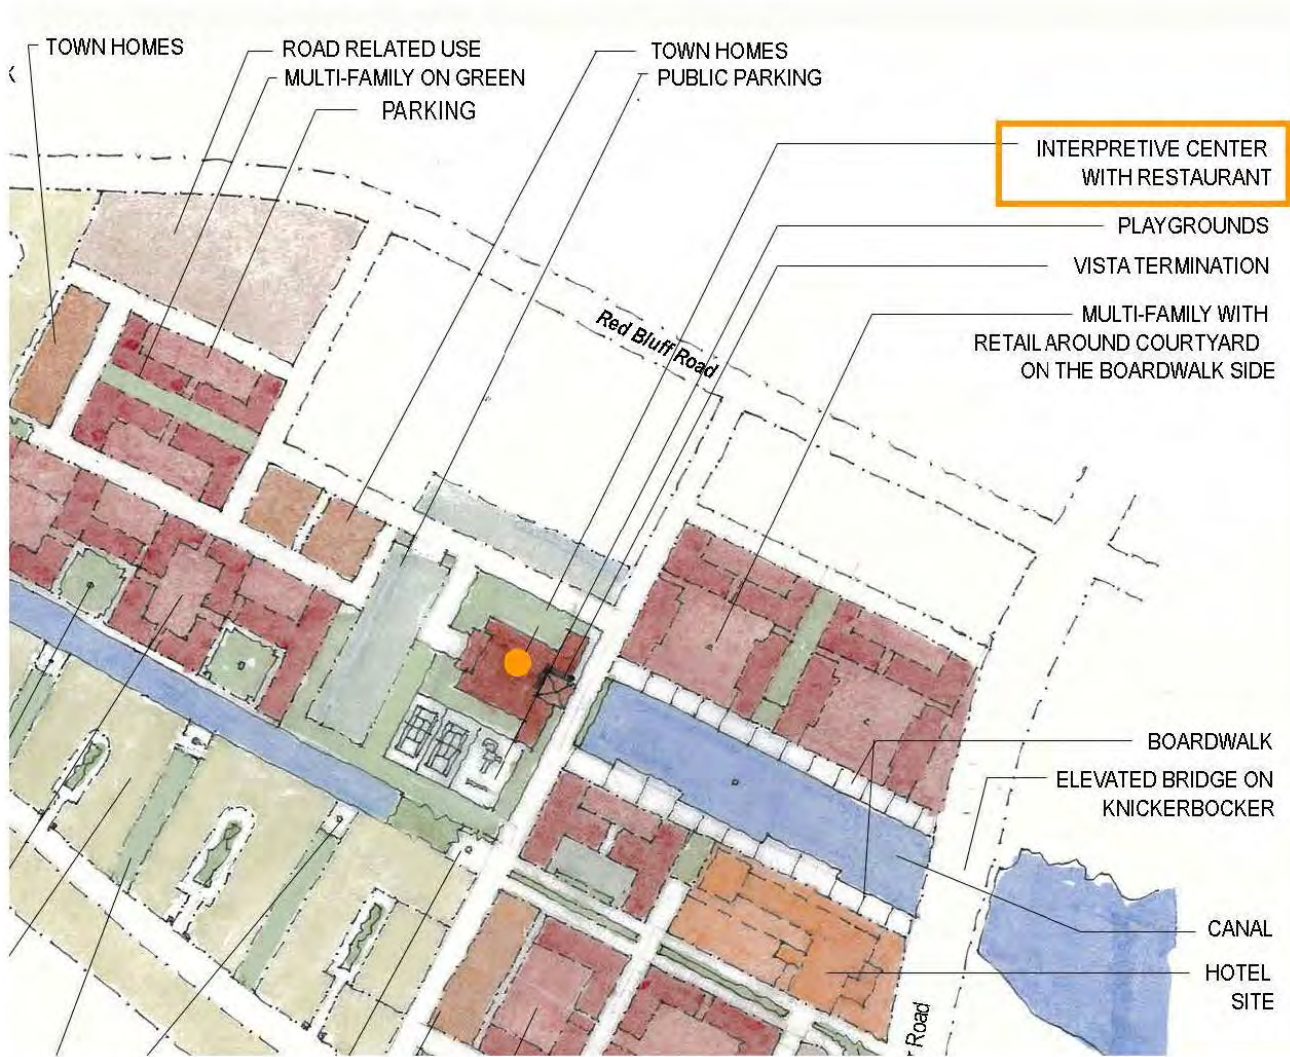 TOWN HOMES
ROAD RELATED USE
MULTI-FAMILY ON GREEN
PARKING
TOWN HOMES
PUBLIC PARKING
INTERPRETIVE CENTER
WITH RESTAURANT
PLAYGROUNDS
VISTA TERMINATION
MULTI-FAMILY WITH
RETAIL AROUND COURTYARD
ON THE BOARDWALK SIDE
Red Bluff Road
BOARDWALK
ELEVATED BRIDGE ON
KNICKERBOCKER
CANAL
HOTEL
SITE
Road